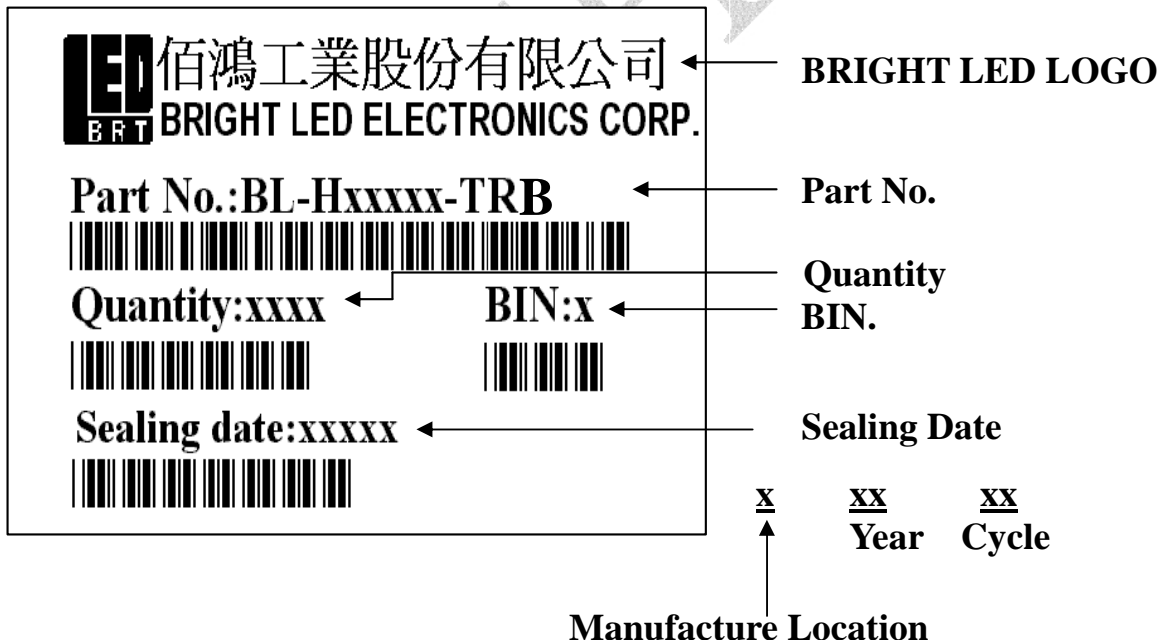 LED
BRT
佰鴻工業股份有限公司
BRIGHT LED ELECTRONICS CORP.
BRIGHT LED LOGO
Part No.:BL-Hxxxxx-TRB
Part No.
Quantity
Quantity:xxxx
BIN:x
BIN.
Sealing date:xxxxx
Sealing Date
x xx xx
Year Cycle
Manufacture Location